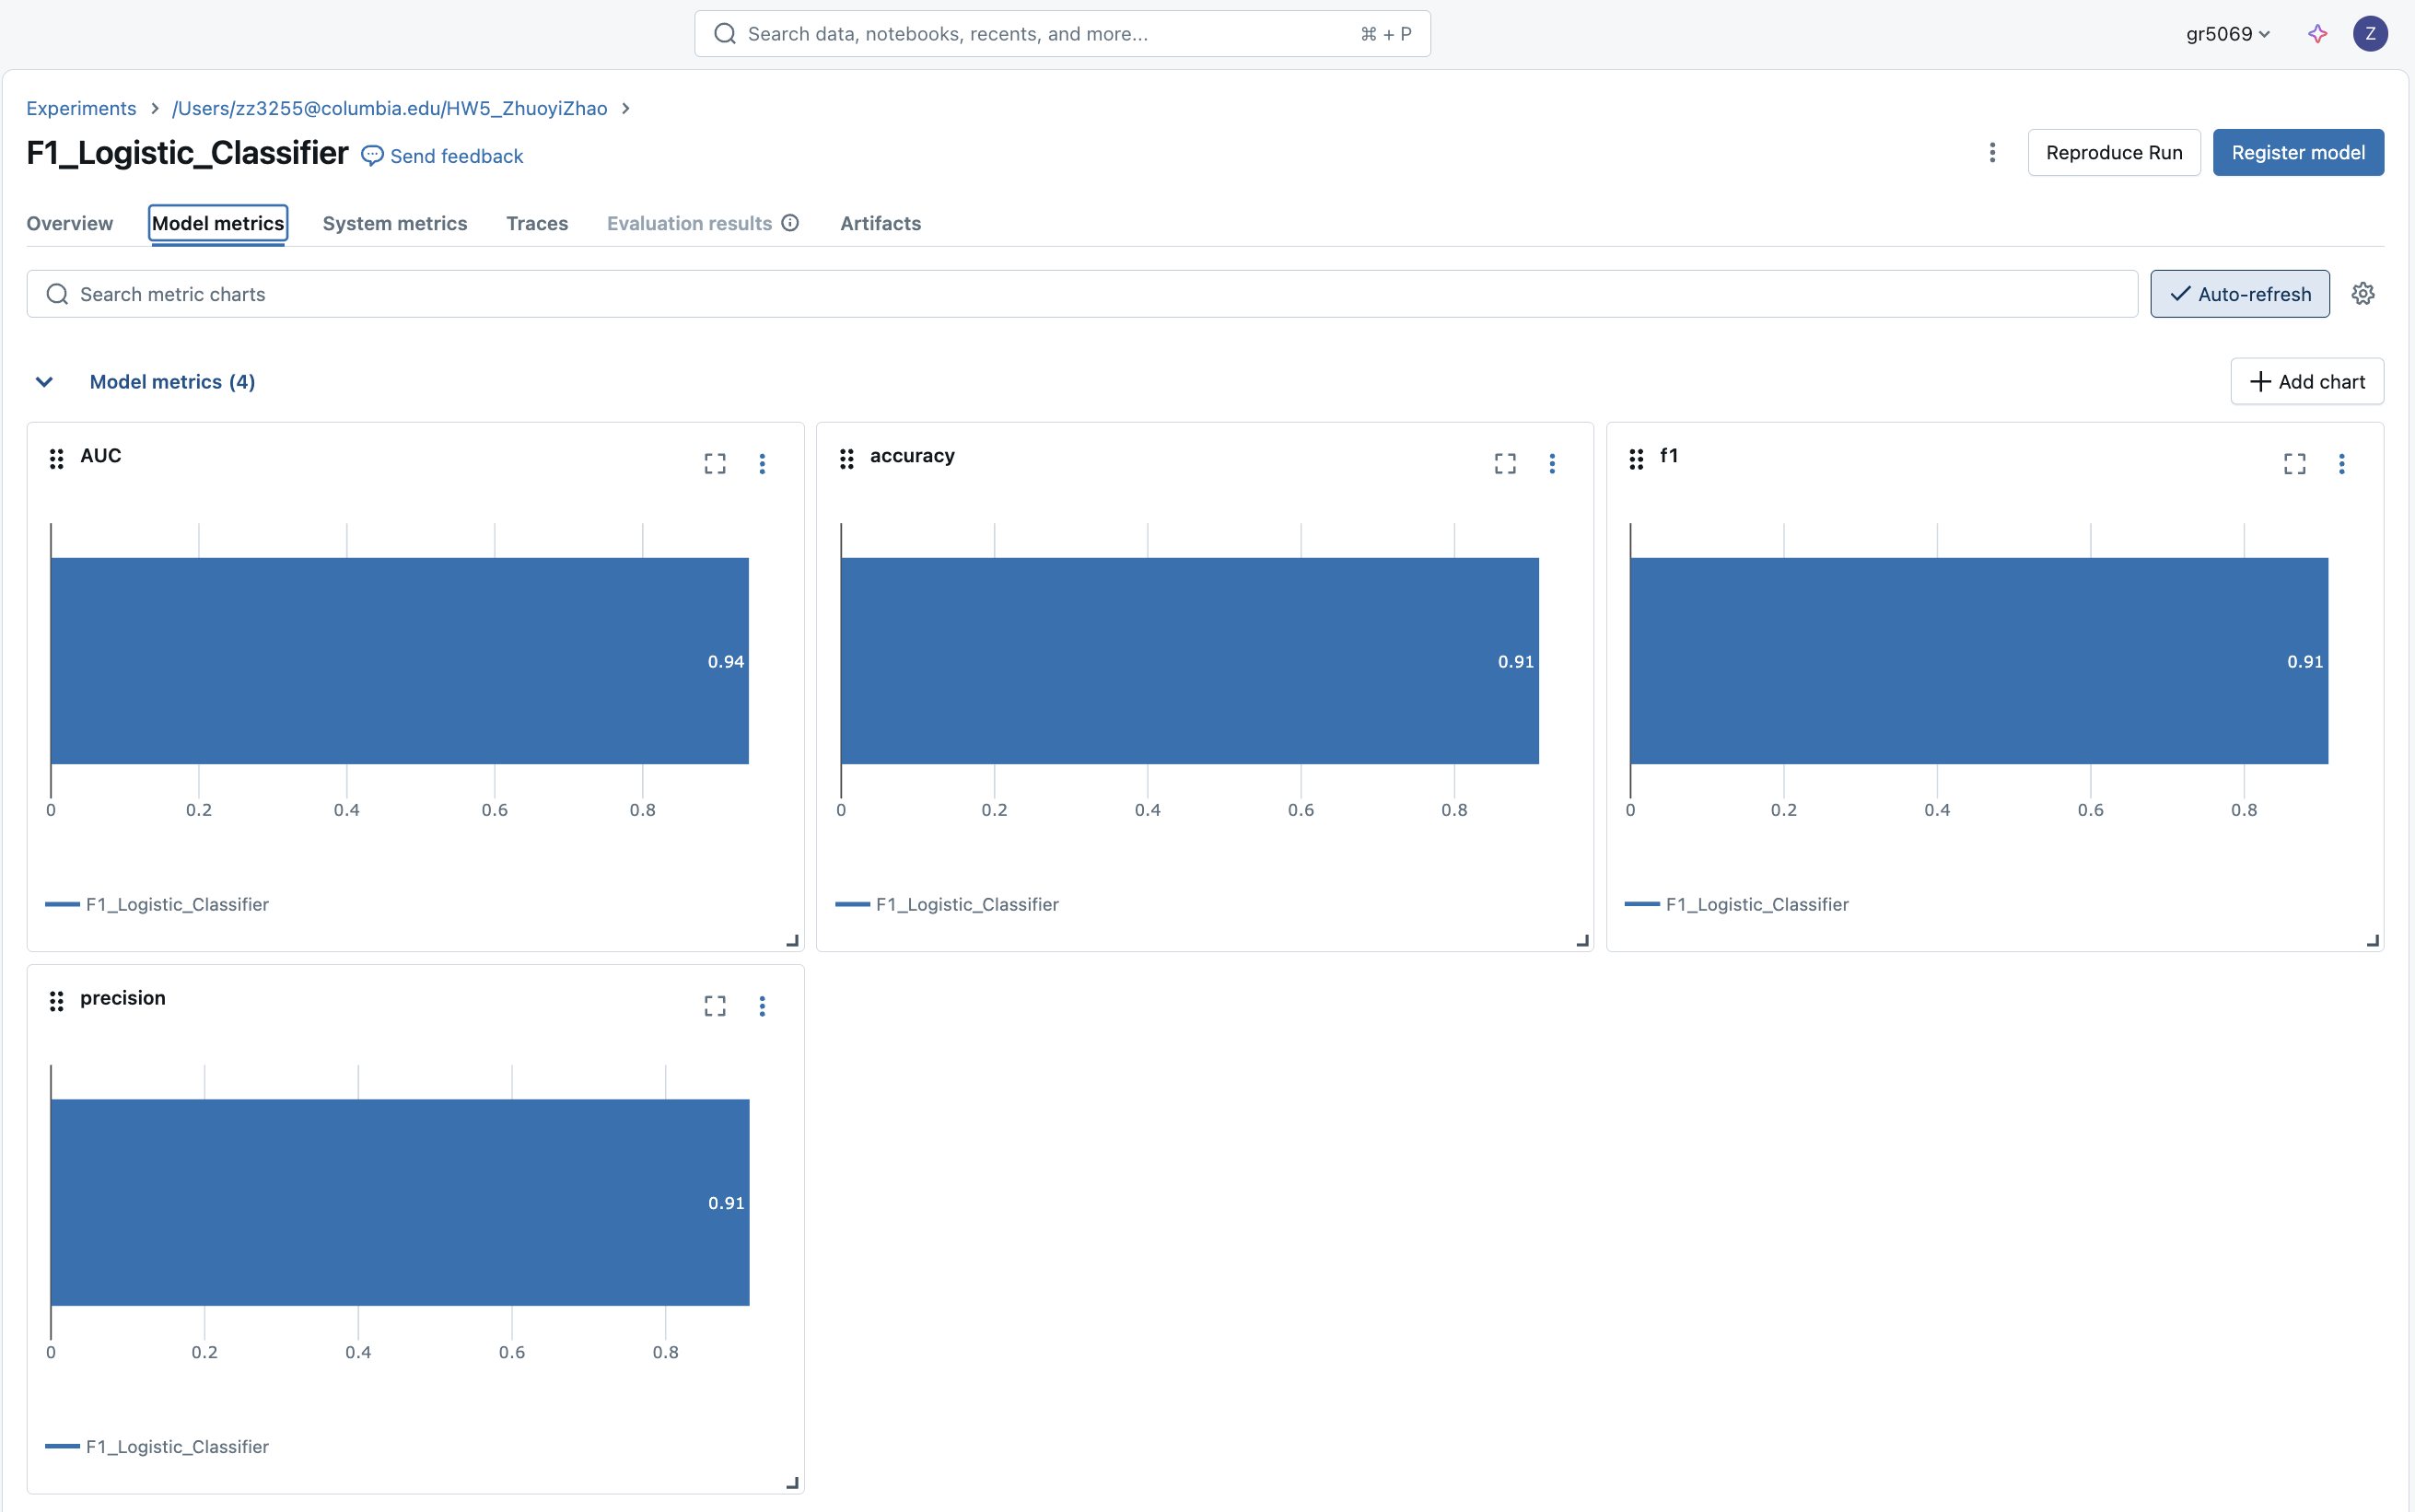 Search data, notebooks, recents, and more... ⌘ + P
gr5069
Z
Experiments > /Users/zz3255@columbia.edu/HW5_ZhuoyiZhao >
F1_Logistic_Classifier Send feedback
Reproduce Run
Register model
Overview Model metrics System metrics Traces Evaluation results Artifacts
Search metric charts
Auto-refresh
Model metrics (4)
Add chart
AUC
0.94
0 0.2 0.4 0.6 0.8
F1_Logistic_Classifier
accuracy
0.91
0 0.2 0.4 0.6 0.8
F1_Logistic_Classifier
f1
0.91
0 0.2 0.4 0.6 0.8
F1_Logistic_Classifier
precision
0.91
0 0.2 0.4 0.6 0.8
F1_Logistic_Classifier